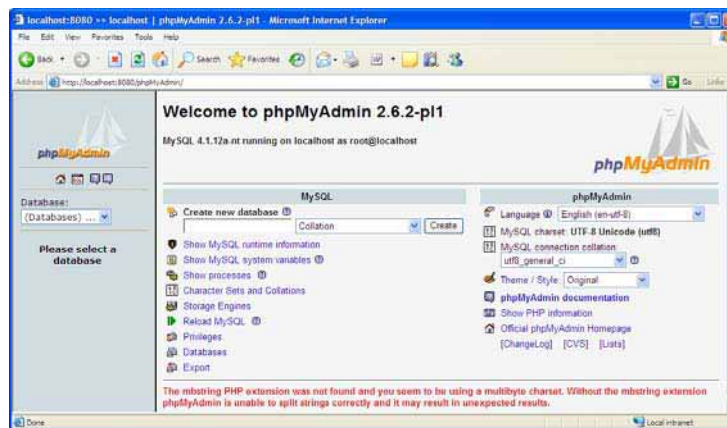 localhost:8080 >> localhost | phpMyAdmin 2.6.2-pl1 - Microsoft Internet Explorer
File Edit View Favorites Tools Help
Back Search Favorites
Address http://localhost:8080/phpMyAdmin/ Go Links
phpMyAdmin
Database:
(Databases) ...
Please select a
database
Welcome to phpMyAdmin 2.6.2-pl1
MySQL 4.1.12a-nt running on localhost as root@localhost
phpMyAdmin
MySQL
Create new database
Collation Create
Show MySQL runtime information
Show MySQL system variables
Show processes
Character Sets and Collations
Storage Engines
Reload MySQL
Privileges
Databases
Export
phpMyAdmin
Language English (en-utf-8)
MySQL charset: UTF-8 Unicode (utf8)
MySQL connection collation:
utf8_general_ci
Theme / Style: Original
phpMyAdmin documentation
Show PHP information
Official phpMyAdmin Homepage
[ChangeLog] [CVS] [Lists]
The mbstring PHP extension was not found and you seem to be using a multibyte charset. Without the mbstring extension
phpMyAdmin is unable to split strings correctly and it may result in unexpected results.
Done
Local intranet